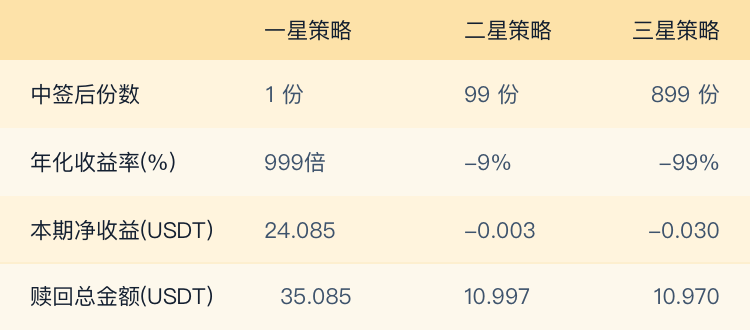 一星策略 二星策略 三星策略
中签后份数 1 份 99 份 899 份
年化收益率(%) 999倍 -9% -99%
本期净收益(USDT) 24.085 -0.003 -0.030
赎回总金额(USDT) 35.085 10.997 10.970